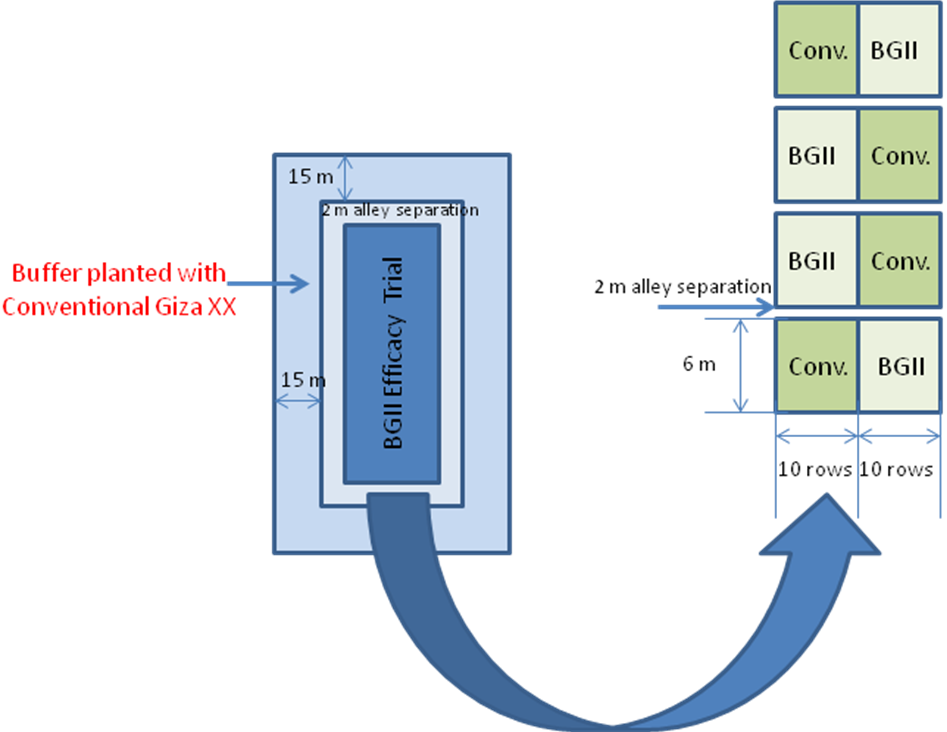 Conv. BGII
BGII Conv.
15 m
2 m alley separation
BGII Conv.
Buffer planted with
Conventional Giza XX
2 m alley separation
BGII Efficacy Trial
15 m
6 m
Conv. BGII
10 rows 10 rows